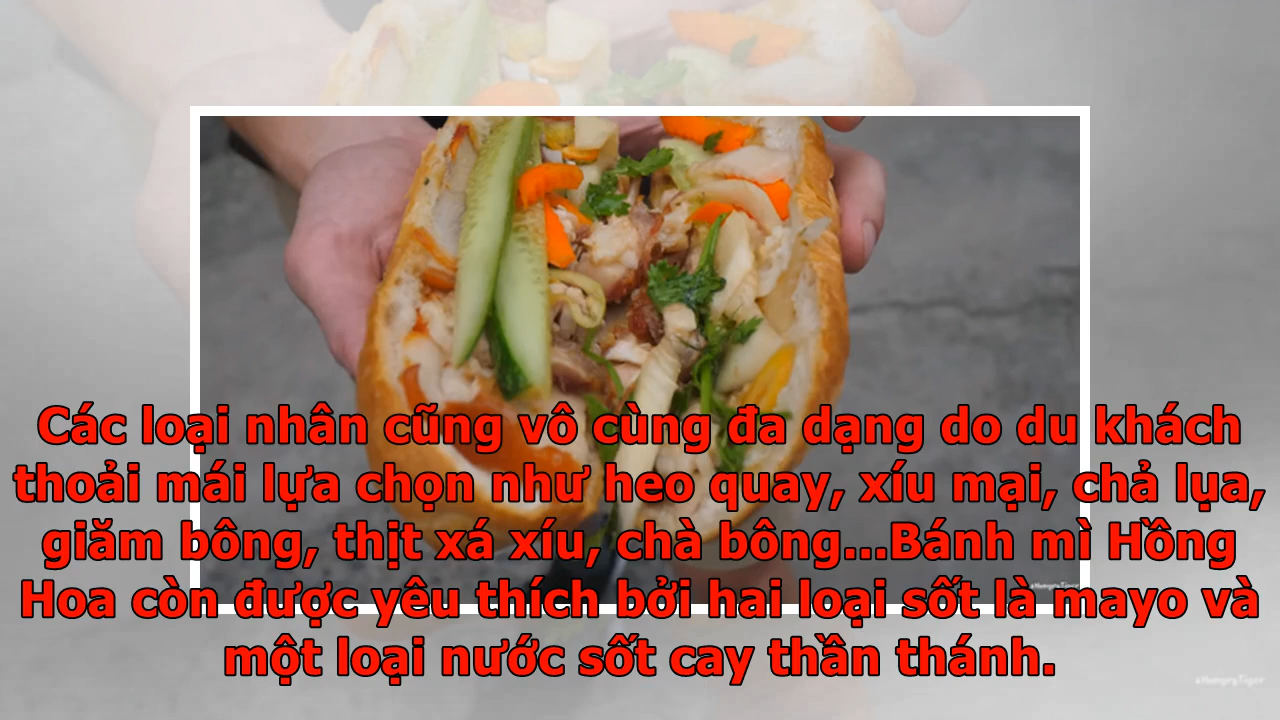 Các loại nhân cũng vô cùng đa dạng do du khách
thoải mái lựa chọn như heo quay, xíu mại, chả lụa,
giăm bông, thịt xá xíu, chà bông...Bánh mì Hồng
Hoa còn được yêu thích bởi hai loại sốt là mayo và
một loại nước sốt cay thần thánh.